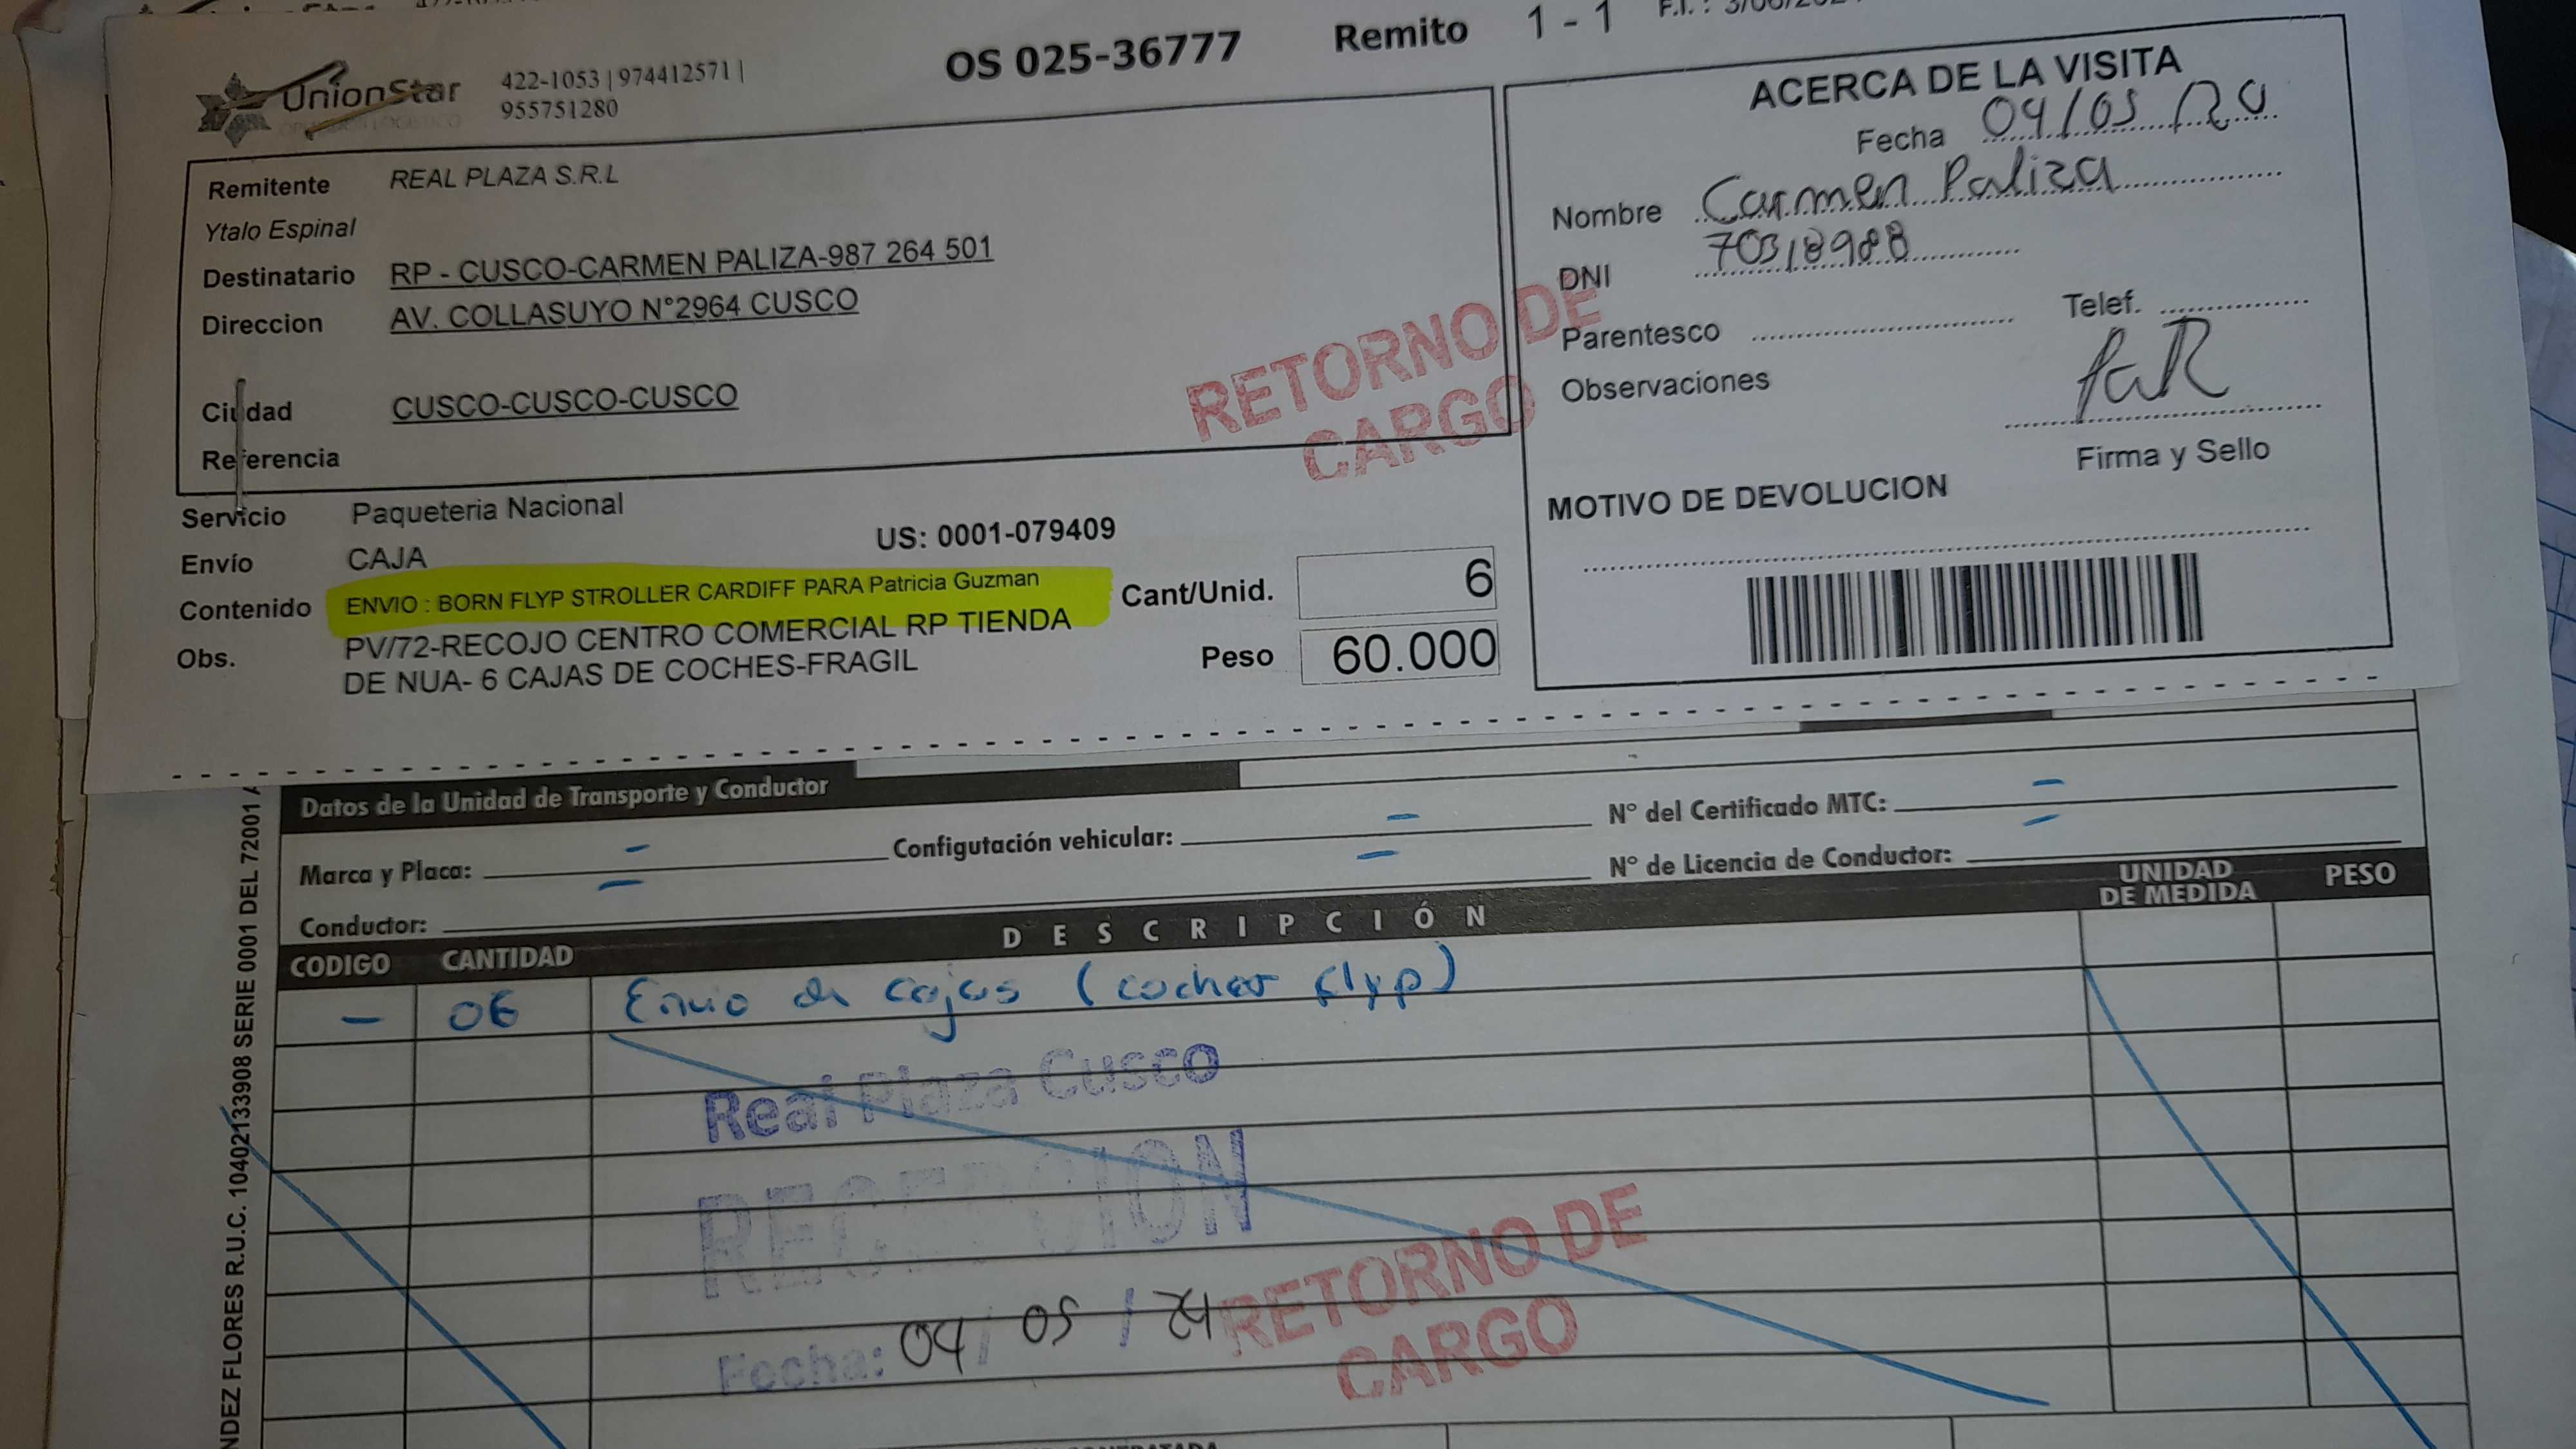 UnionStar
422-1053 | 974412571 |
955751280
OS 025-36777 Remito 1 - 1 F.I. :
Remitente REAL PLAZA S.R.L
Ytalo Espinal
Destinatario RP - CUSCO-CARMEN PALIZA-987 264 501
Direccion AV. COLLASUYO N°2964 CUSCO
Ciudad CUSCO-CUSCO-CUSCO
Referencia
RETORNO DE
CARGO
Servicio Paqueteria Nacional
US: 0001-079409
Envío CAJA
Contenido ENVIO : BORN FLYP STROLLER CARDIFF PARA Patricia Guzman
Cant/Unid. 6
Obs. PV/72-RECOJO CENTRO COMERCIAL RP TIENDA
DE NUA- 6 CAJAS DE COCHES-FRAGIL
Peso 60.000
ACERCA DE LA VISITA
Fecha 04/05/20
Nombre Carmen Paliza
DNI 70318988
Parentesco Telef.
Observaciones
Firma y Sello
MOTIVO DE DEVOLUCION
Datos de la Unidad de Transporte y Conductor
Marca y Placa: - Configutación vehicular: - N° del Certificado MTC: -
Conductor: - - N° de Licencia de Conductor: -
CODIGO CANTIDAD DESCRIPCIÓN UNIDAD DE MEDIDA PESO
- 06 Envio de cajas (coches flyp)
Real Plaza Cusco
RECEPCION
Fecha: 04/05/24
RETORNO DE
CARGO
NDEZ FLORES R.U.C. 10402133908 SERIE 0001 DEL 72001 A